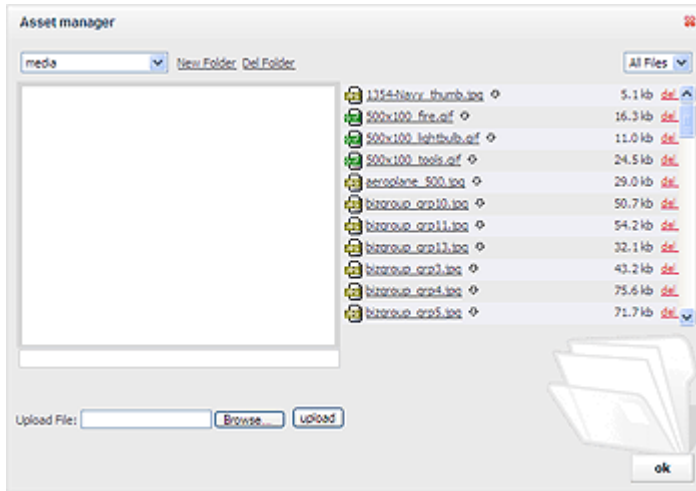 Asset manager
media New Folder Del Folder All Files
1354-Navy_thumb.jpg 5.1 kb del
500x100_fire.gif 16.3 kb del
500x100_lightbulb.gif 11.0 kb del
500x100_tools.gif 24.5 kb del
aeroplane_500.jpg 29.0 kb del
bizgroup_grp10.jpg 50.7 kb del
bizgroup_grp11.jpg 54.2 kb del
bizgroup_grp13.jpg 32.1 kb del
bizgroup_grp3.jpg 43.2 kb del
bizgroup_grp4.jpg 75.6 kb del
bizgroup_grp5.jpg 71.7 kb del
Upload File: Browse... upload
ok